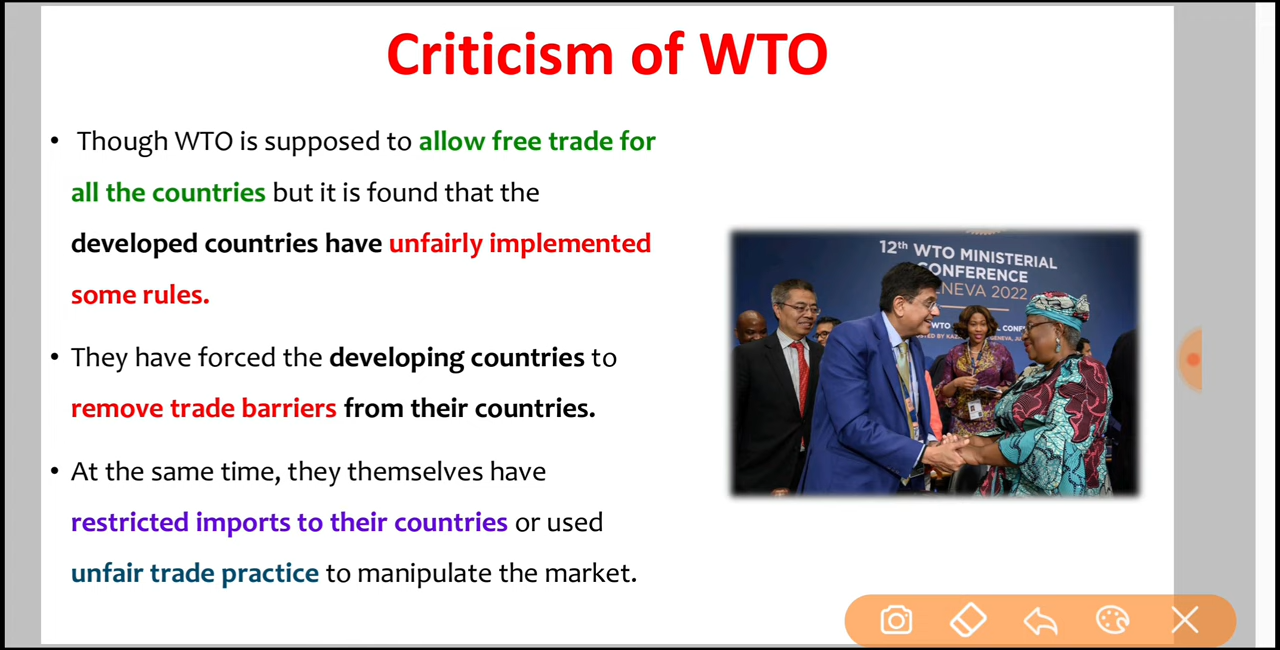 Criticism of WTO
• Though WTO is supposed to allow free trade for
all the countries but it is found that the
developed countries have unfairly implemented
some rules.
• They have forced the developing countries to
remove trade barriers from their countries.
• At the same time, they themselves have
restricted imports to their countries or used
unfair trade practice to manipulate the market.
12th WTO MINISTERIAL
CONFERENCE
GENEVA 2022